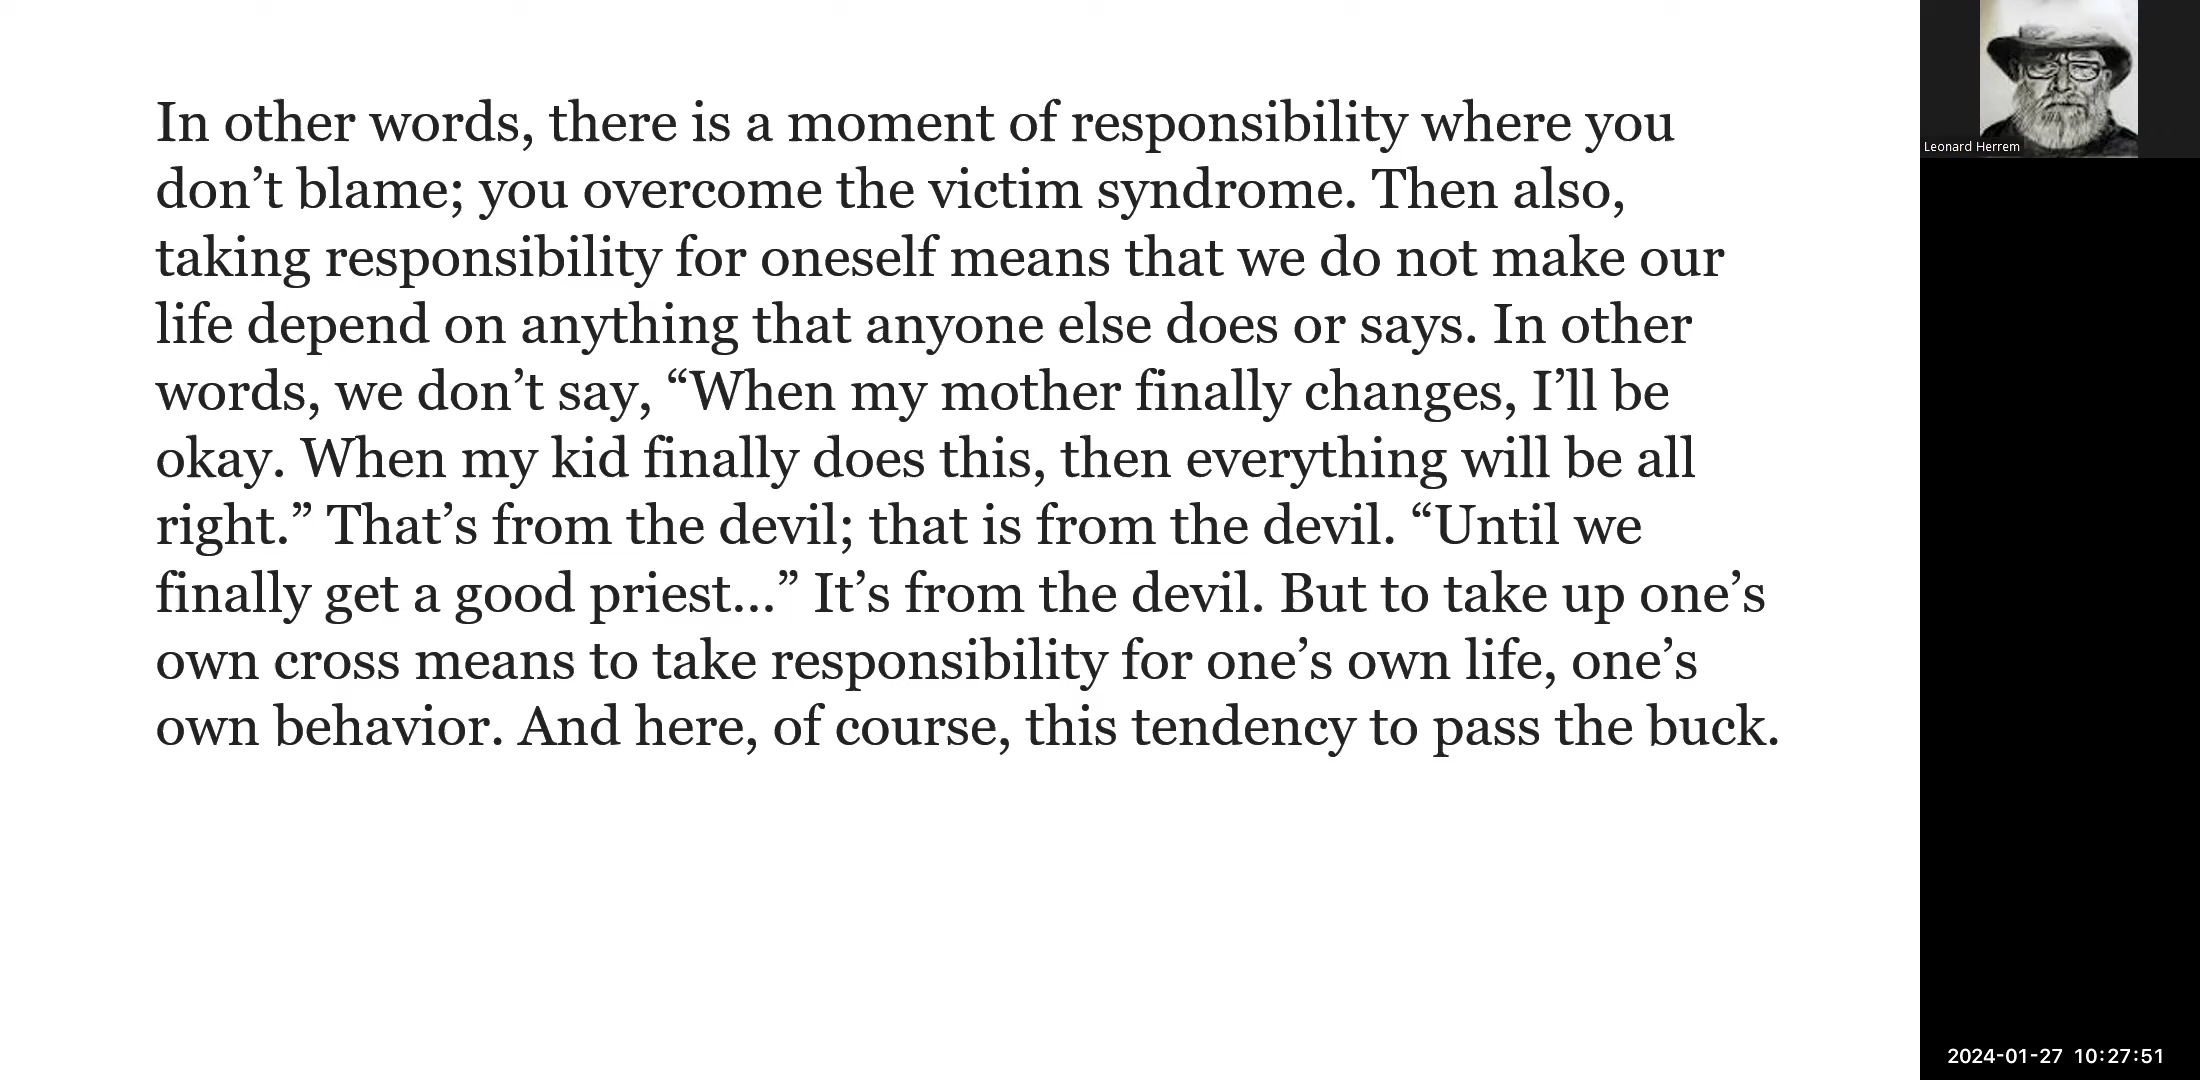 In other words, there is a moment of responsibility where you
don’t blame; you overcome the victim syndrome. Then also,
taking responsibility for oneself means that we do not make our
life depend on anything that anyone else does or says. In other
words, we don’t say, “When my mother finally changes, I’ll be
okay. When my kid finally does this, then everything will be all
right.” That’s from the devil; that is from the devil. “Until we
finally get a good priest…” It’s from the devil. But to take up one’s
own cross means to take responsibility for one’s own life, one’s
own behavior. And here, of course, this tendency to pass the buck.
Leonard Herrem
2024-01-27 10:27:51